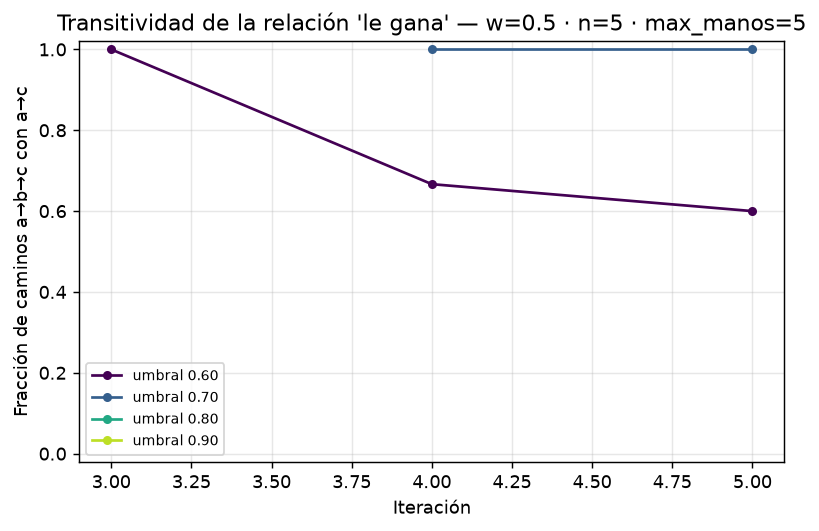 Transitividad de la relación 'le gana' — w=0.5 · n=5 · max_manos=5
Fracción de caminos a→b→c con a→c
1.0
0.8
0.6
0.4
0.2
0.0
umbral 0.60
umbral 0.70
umbral 0.80
umbral 0.90
3.00 3.25 3.50 3.75 4.00 4.25 4.50 4.75 5.00
Iteración